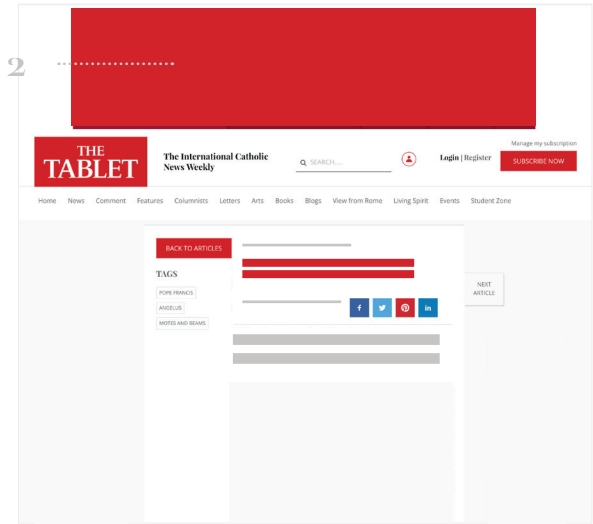 2
Manage my subscription
THE
TABLET
The International Catholic
News Weekly
SEARCH....
Login | Register
SUBSCRIBE NOW
Home News Comment Features Columnists Letters Arts Books Blogs View from Rome Living Spirit Events Student Zone
BACK TO ARTICLES
TAGS
POPE FRANCIS
ANGELUS
MOTES AND BEAMS
NEXT
ARTICLE
f
in